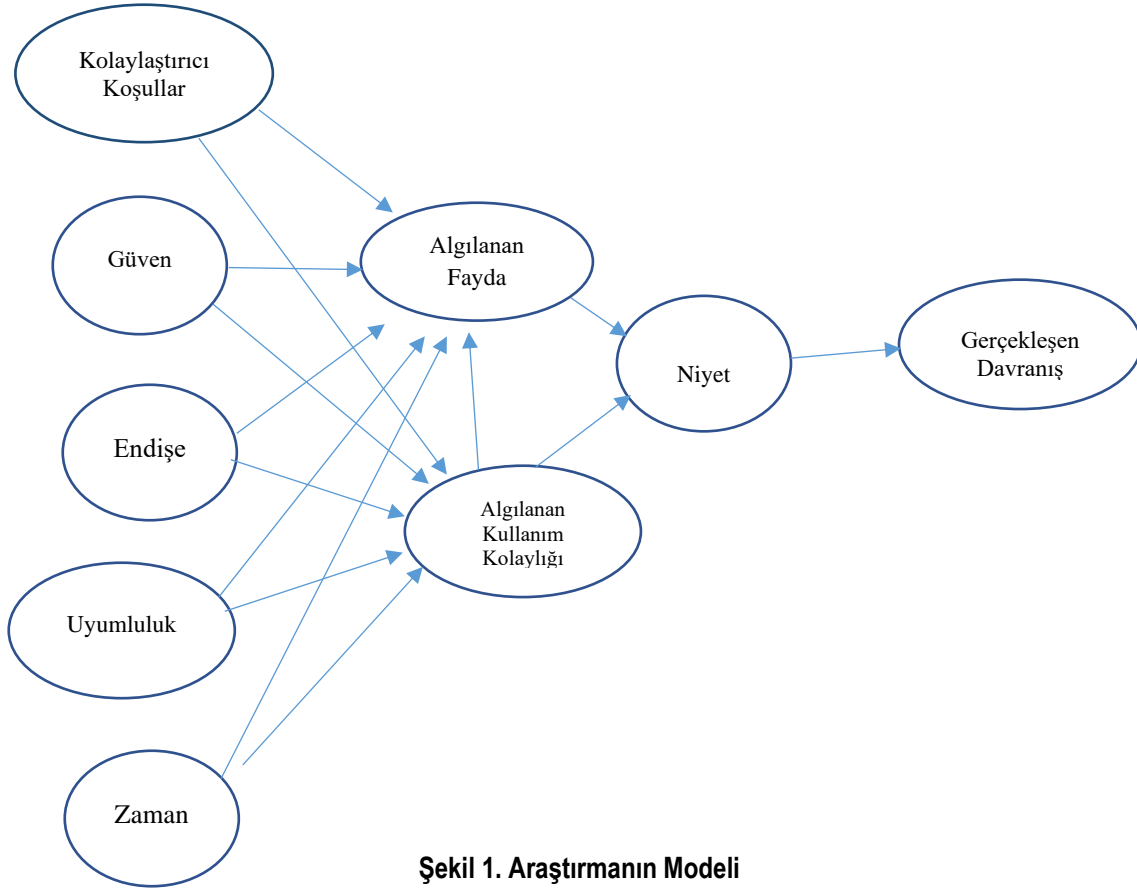 Kolaylaştırıcı
Koşullar
Güven
Algılanan
Fayda
Endişe
Niyet
Gerçekleşen
Davranış
Algılanan
Kullanım
Kolaylığı
Uyumluluk
Zaman
Şekil 1. Araştırmanın Modeli